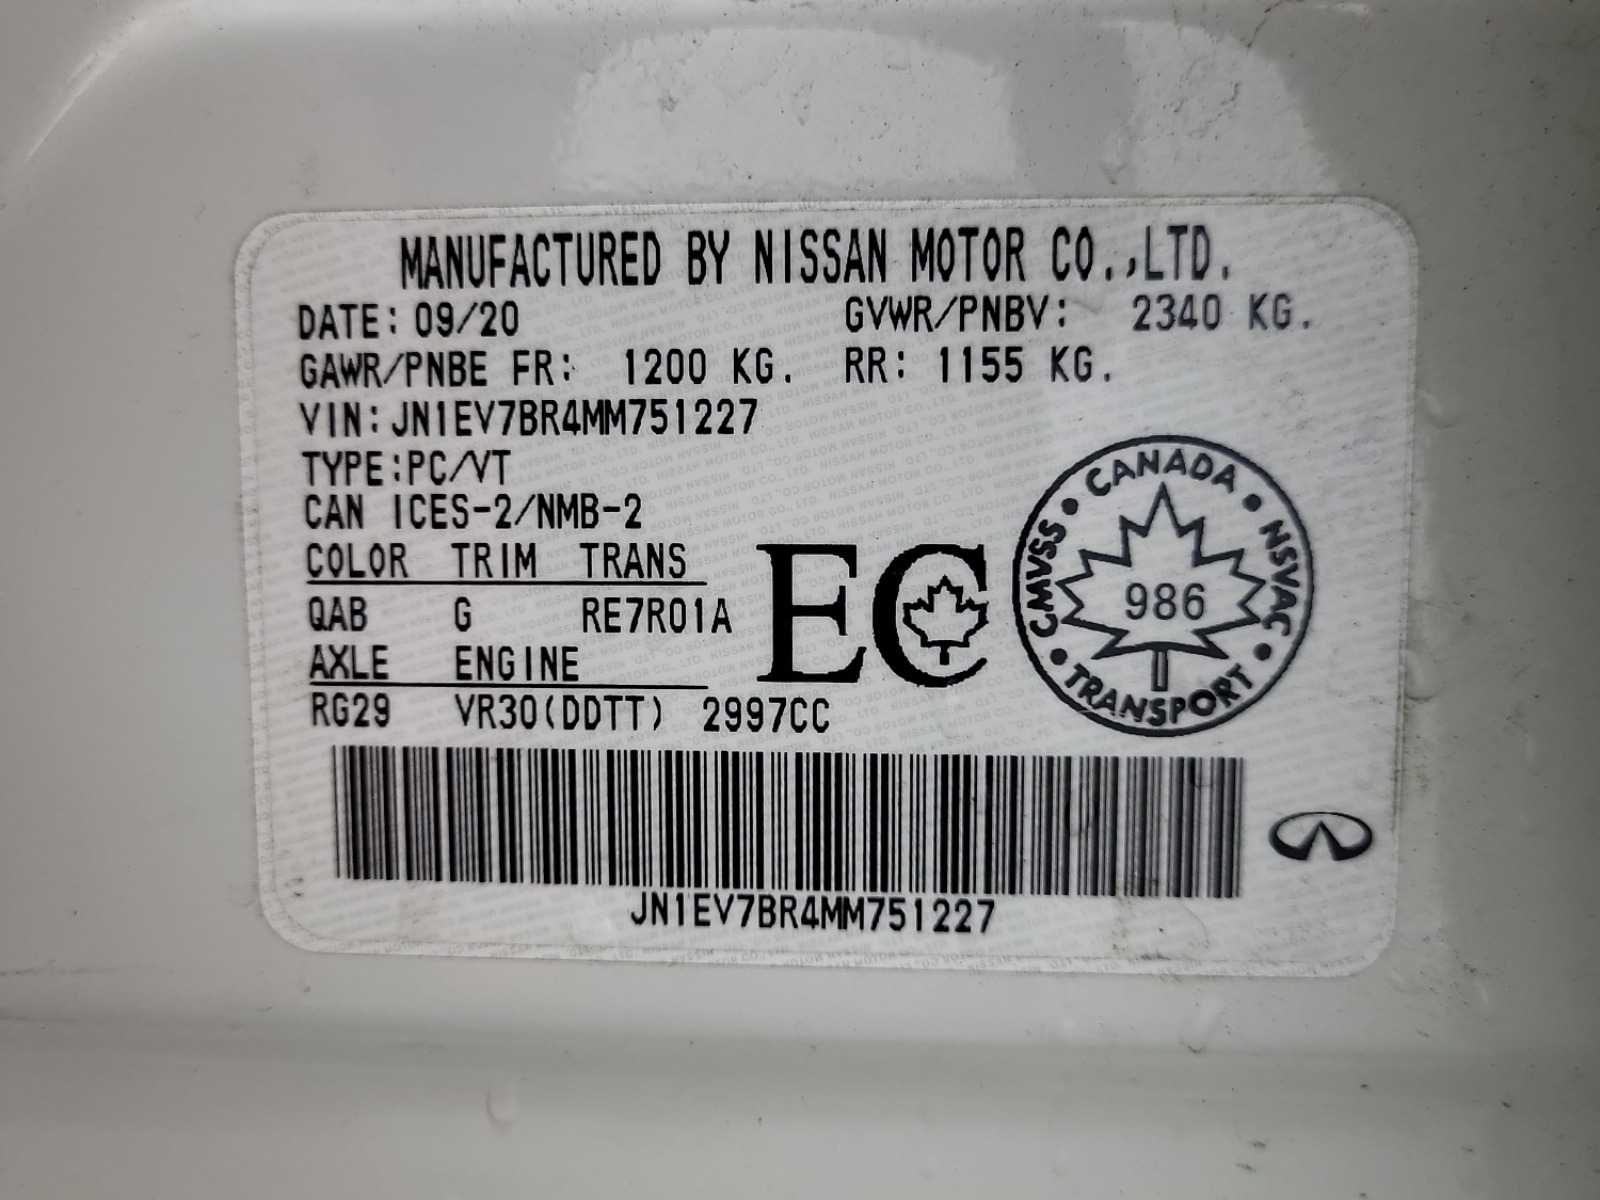 MANUFACTURED BY NISSAN MOTOR CO.,LTD.
DATE: 09/20 GVWR/PNBV: 2340 KG.
GAWR/PNBE FR: 1200 KG. RR: 1155 KG.
VIN: JN1EV7BR4MM751227
TYPE:PC/VT
CAN ICES-2/NMB-2
COLOR TRIM TRANS
QAB G RE7R01A
AXLE ENGINE
RG29 VR30(DDTT) 2997CC
EC
CANADA
CMVSS • NSVAC
986
TRANSPORT
JN1EV7BR4MM751227